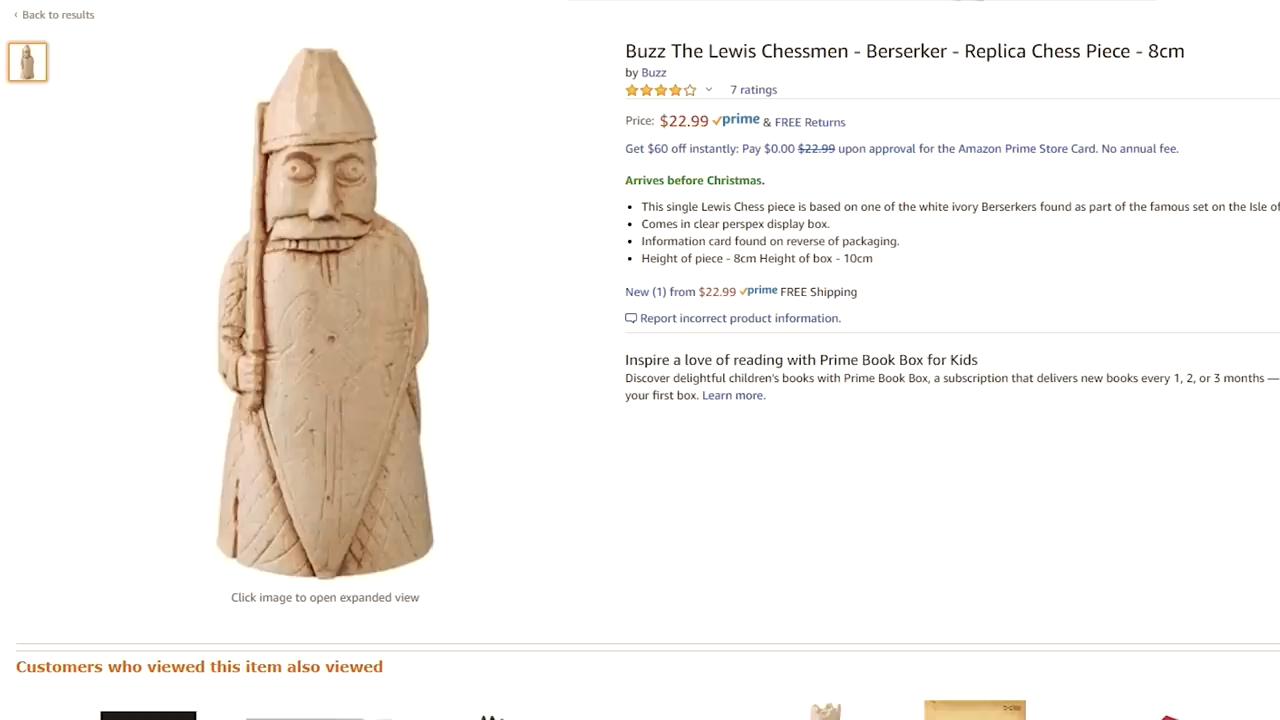 ‹ Back to results
Buzz The Lewis Chessmen - Berserker - Replica Chess Piece - 8cm
by Buzz
7 ratings
Price: $22.99 prime & FREE Returns
Get $60 off instantly: Pay $0.00 $22.99 upon approval for the Amazon Prime Store Card. No annual fee.
Arrives before Christmas.
• This single Lewis Chess piece is based on one of the white ivory Berserkers found as part of the famous set on the Isle of
• Comes in clear perspex display box.
• Information card found on reverse of packaging.
• Height of piece - 8cm Height of box - 10cm
New (1) from $22.99 prime FREE Shipping
Report incorrect product information.
Inspire a love of reading with Prime Book Box for Kids
Discover delightful children's books with Prime Book Box, a subscription that delivers new books every 1, 2, or 3 months —
your first box. Learn more.
Click image to open expanded view
Customers who viewed this item also viewed